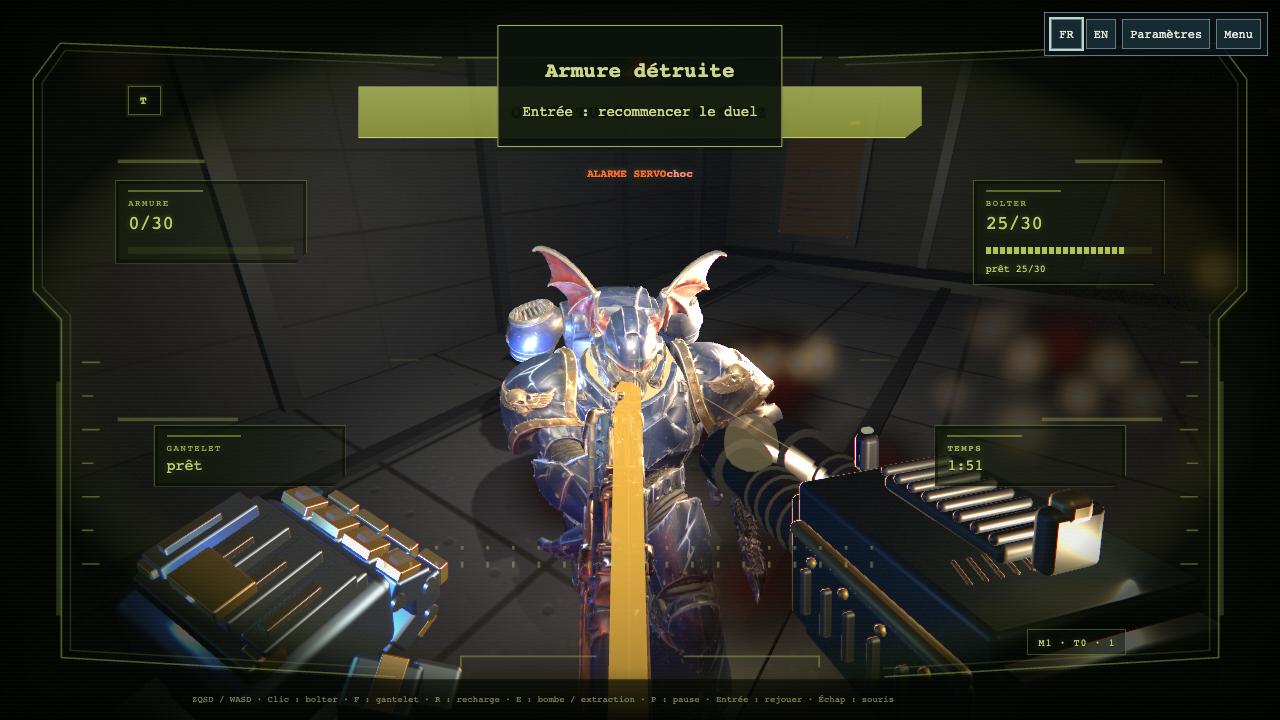 FR EN Paramètres Menu
Armure détruite
Entrée : recommencer le duel
T
ALARME SERVOchoc
ARMURE
0/30
BOLTER
25/30
prêt 25/30
GANTELET
prêt
TEMPS
1:51
M1 · T0 · 1
ZQSD / WASD · Clic : bolter · F : gantelet · R : recharge · E : bombe / extraction · P : pause · Entrée : rejouer · Échap : souris